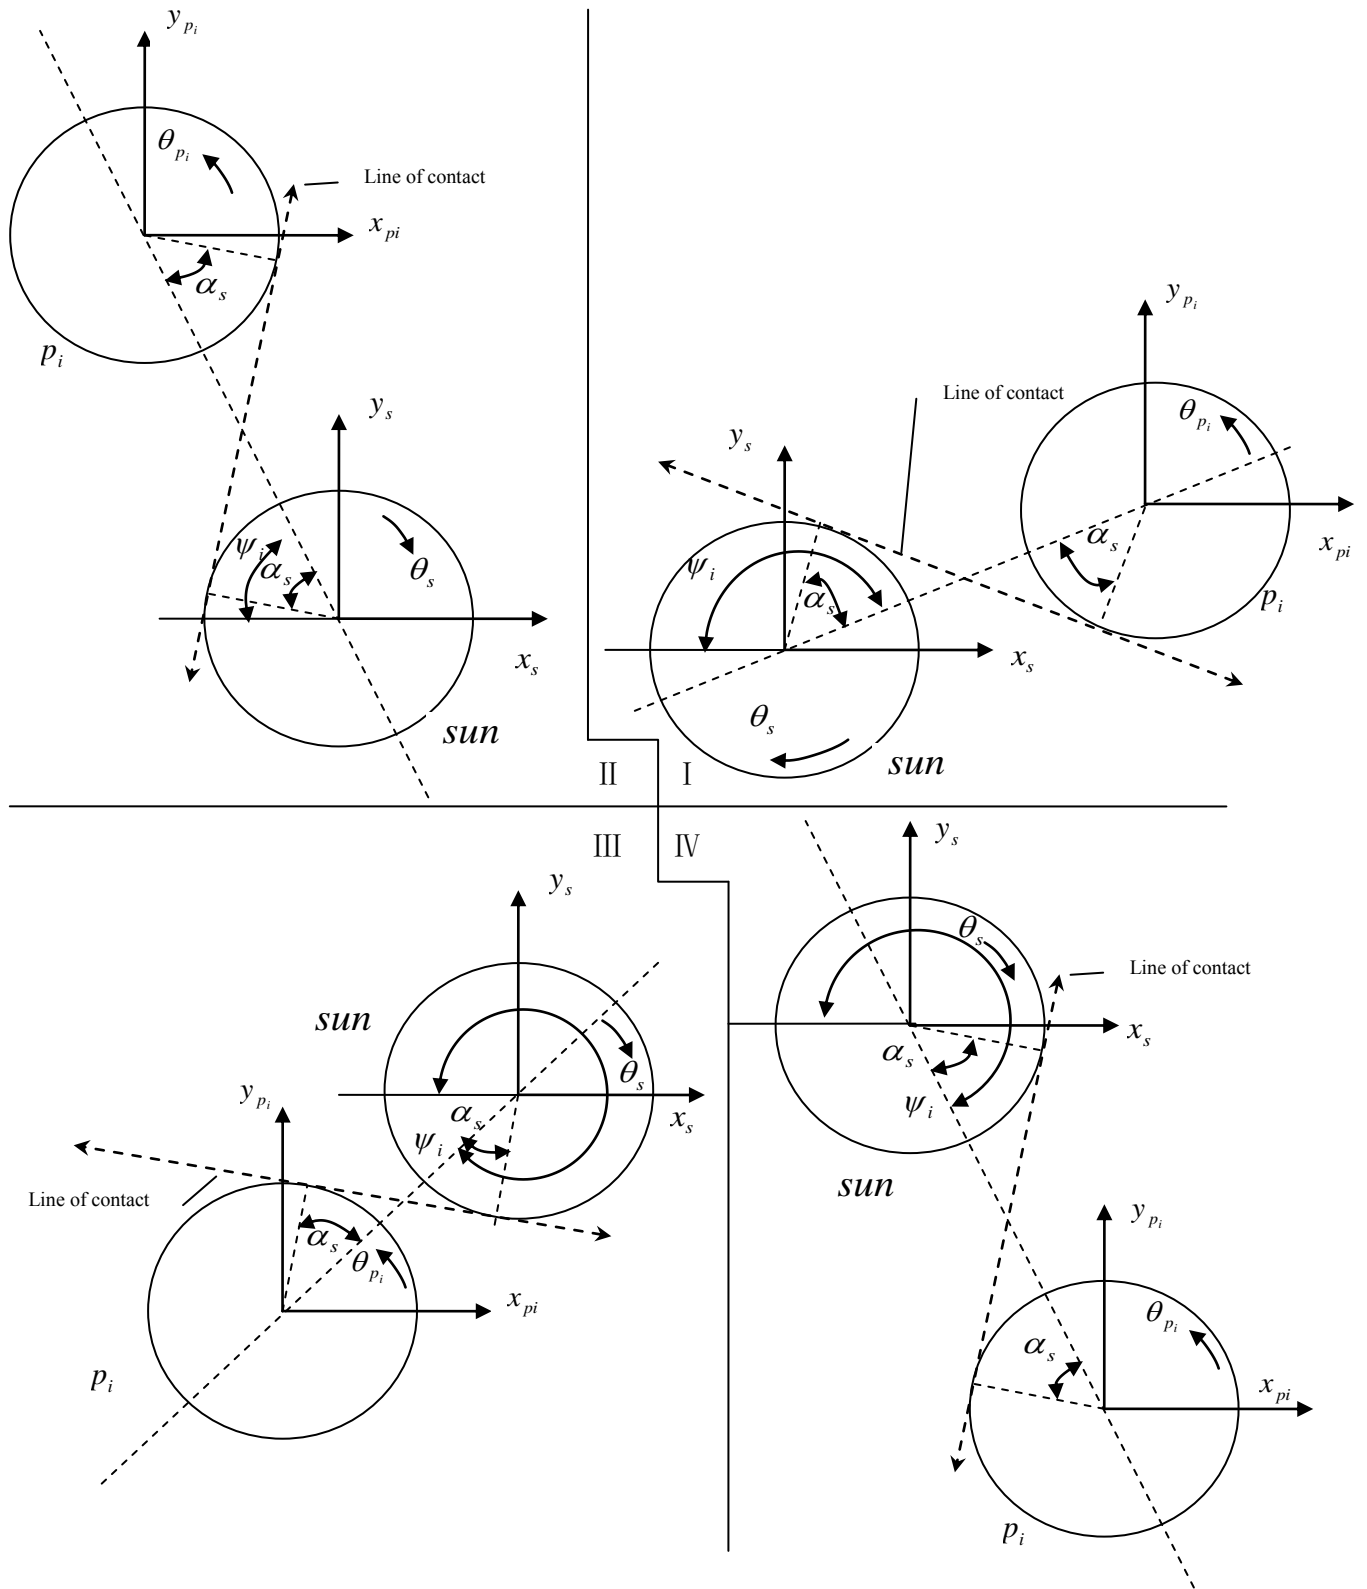 y_{p_i}
θ_{p_i}
Line of contact
x_{pi}
α_s
p_i
y_s
ψ_i
α_s
θ_s
x_s
sun
II
y_{p_i}
Line of contact
θ_{p_i}
y_s
α_s
x_{pi}
ψ_i
α_s
p_i
x_s
θ_s
sun
I
III
y_s
sun
θ_s
y_{p_i}
α_s
x_s
ψ_i
Line of contact
α_s
θ_{p_i}
x_{pi}
p_i
IV
y_s
θ_s
Line of contact
x_s
α_s
ψ_i
sun
y_{p_i}
θ_{p_i}
α_s
x_{pi}
p_i